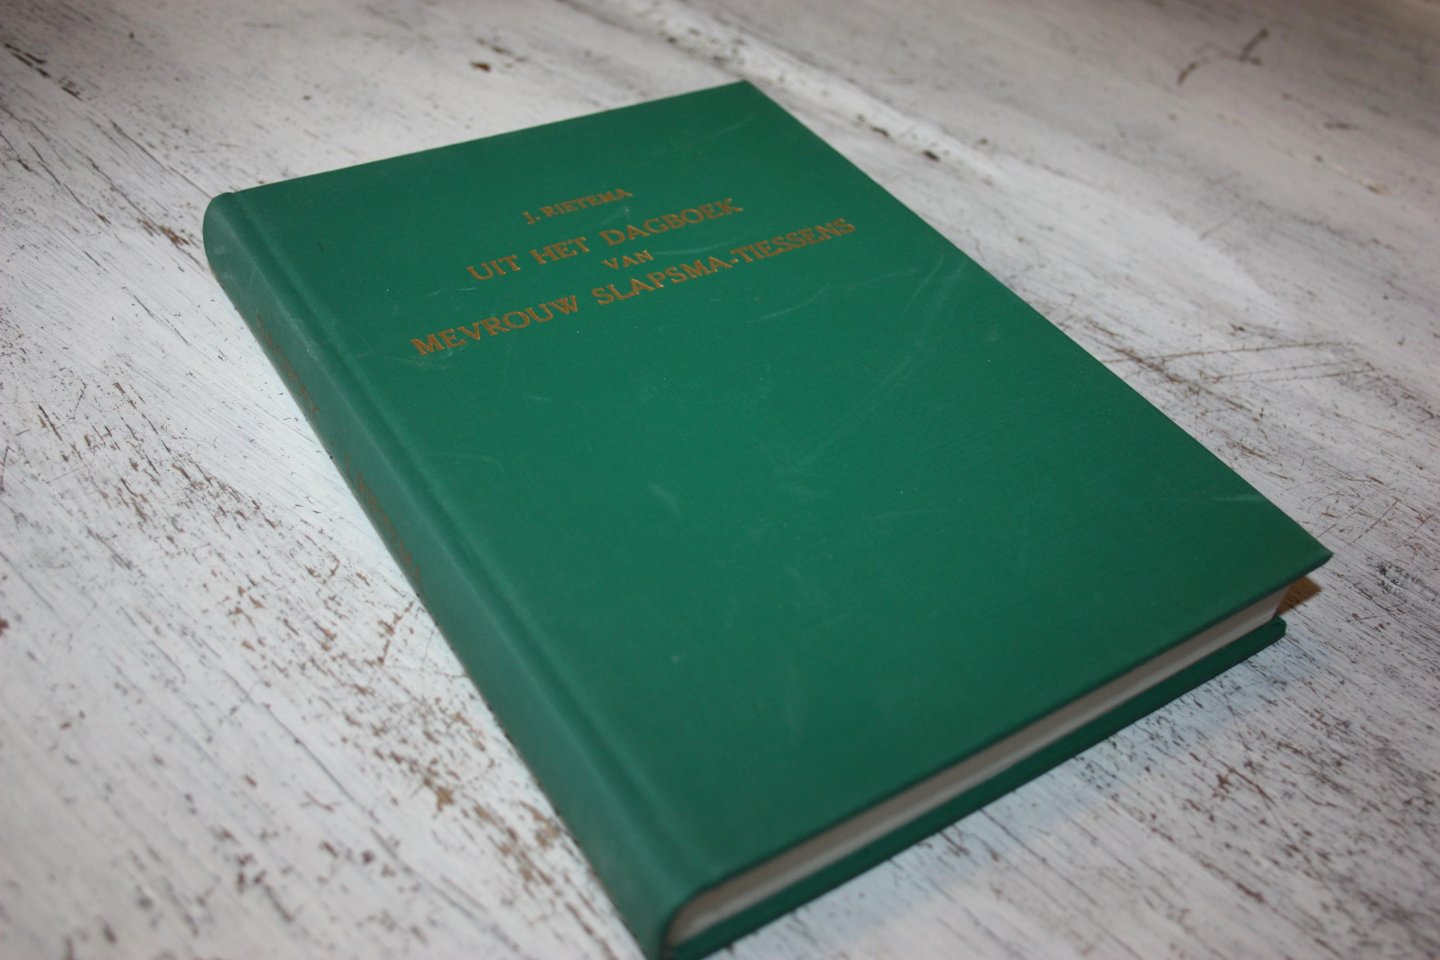 J. RIETEMA
UIT HET DAGBOEK
VAN
MEVROUW SLAPSMA-TIESSENS